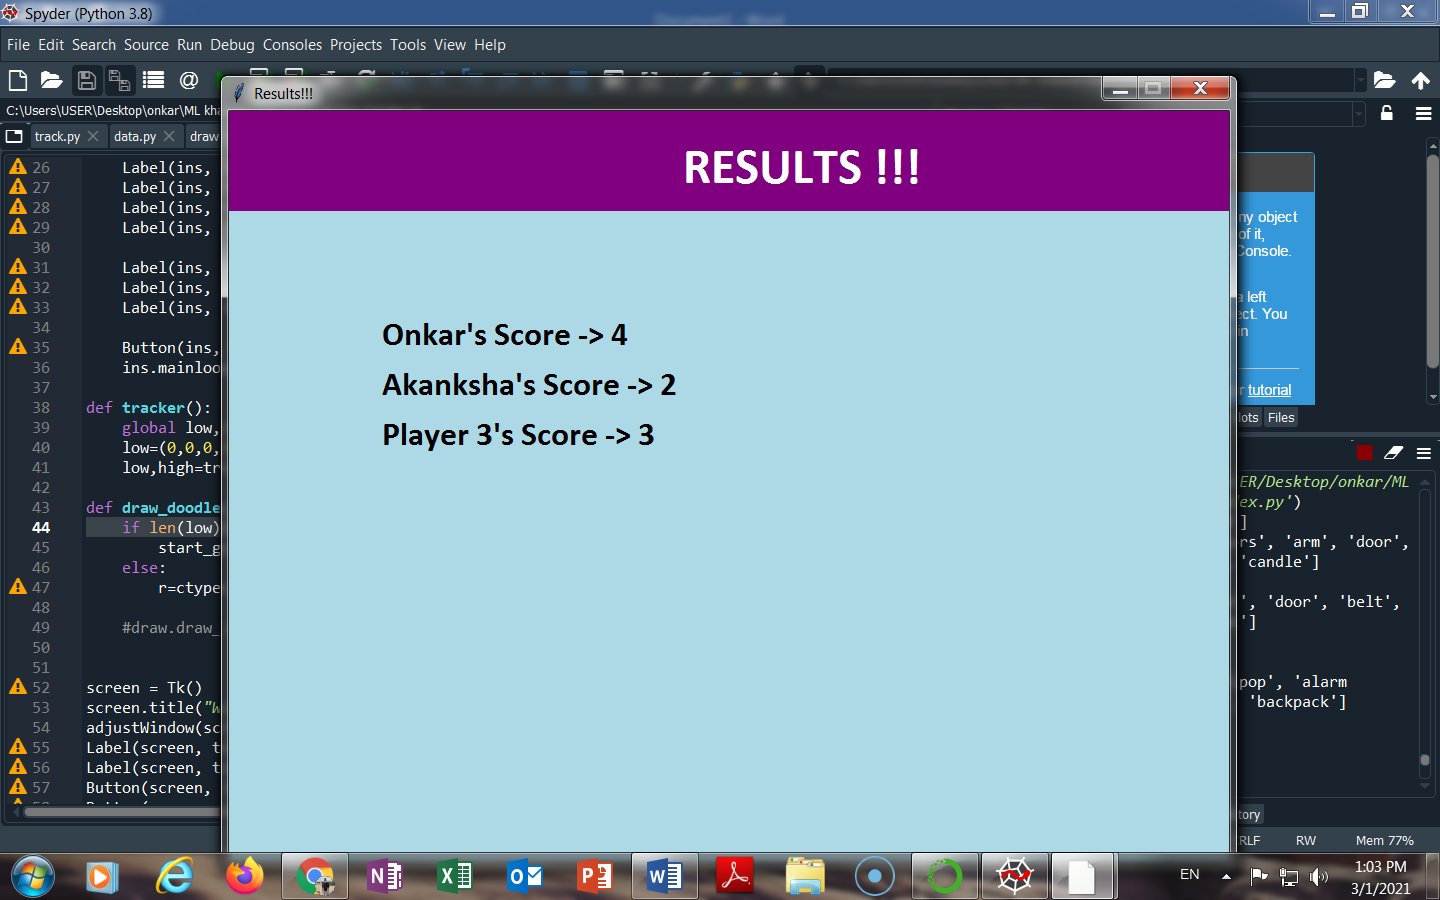 Spyder (Python 3.8)
File Edit Search Source Run Debug Consoles Projects Tools View Help
C:\Users\USER\Desktop\onkar\ML
track.py
data.py
draw
Results!!!
RESULTS !!!
Onkar's Score -> 4
Akanksha's Score -> 2
Player 3's Score -> 3
26 Label(ins,
27 Label(ins,
28 Label(ins,
29 Label(ins,
30
31 Label(ins,
32 Label(ins,
33 Label(ins,
34
35 Button(ins,
36 ins.mainloo
37
38 def tracker():
39 global low,
40 low=(0,0,0,
41 low,high=tr
42
43 def draw_doodle
44 if len(low)
45 start_g
46 else:
47 r=ctype
48
49 #draw.draw_
50
51
52 screen = Tk()
53 screen.title("W
54 adjustWindow(sc
55 Label(screen, t
56 Label(screen, t
57 Button(screen,
ny object
of it,
Console.
a left
ect. You
in
tutorial
lots
Files
ER/Desktop/onkar/ML
ex.py')
]
rs', 'arm', 'door',
'candle']
', 'door', 'belt',
']
pop', 'alarm
'backpack']
tory
RLF
RW
Mem 77%
EN
1:03 PM
3/1/2021